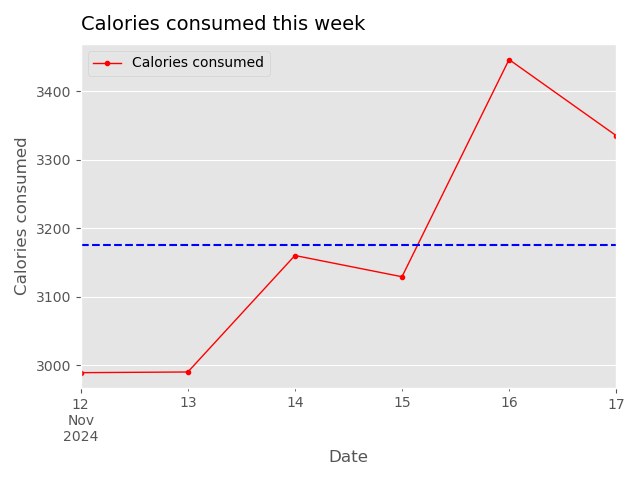 Calories consumed this week
Calories consumed
3400
3300
3200
3100
3000
Calories consumed
12
Nov
2024
13
14
15
16
17
Date